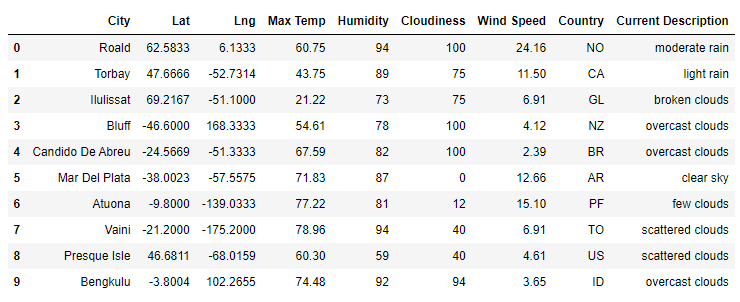 City Lat Lng Max Temp Humidity Cloudiness Wind Speed Country Current Description
0 Roald 62.5833 6.1333 60.75 94 100 24.16 NO moderate rain
1 Torbay 47.6666 -52.7314 43.75 89 75 11.50 CA light rain
2 Ilulissat 69.2167 -51.1000 21.22 73 75 6.91 GL broken clouds
3 Bluff -46.6000 168.3333 54.61 78 100 4.12 NZ overcast clouds
4 Candido De Abreu -24.5669 -51.3333 67.59 82 100 2.39 BR overcast clouds
5 Mar Del Plata -38.0023 -57.5575 71.83 87 0 12.66 AR clear sky
6 Atuona -9.8000 -139.0333 77.22 81 12 15.10 PF few clouds
7 Vaini -21.2000 -175.2000 78.96 94 40 6.91 TO scattered clouds
8 Presque Isle 46.6811 -68.0159 60.30 59 40 4.61 US scattered clouds
9 Bengkulu -3.8004 102.2655 74.48 92 94 3.65 ID overcast clouds